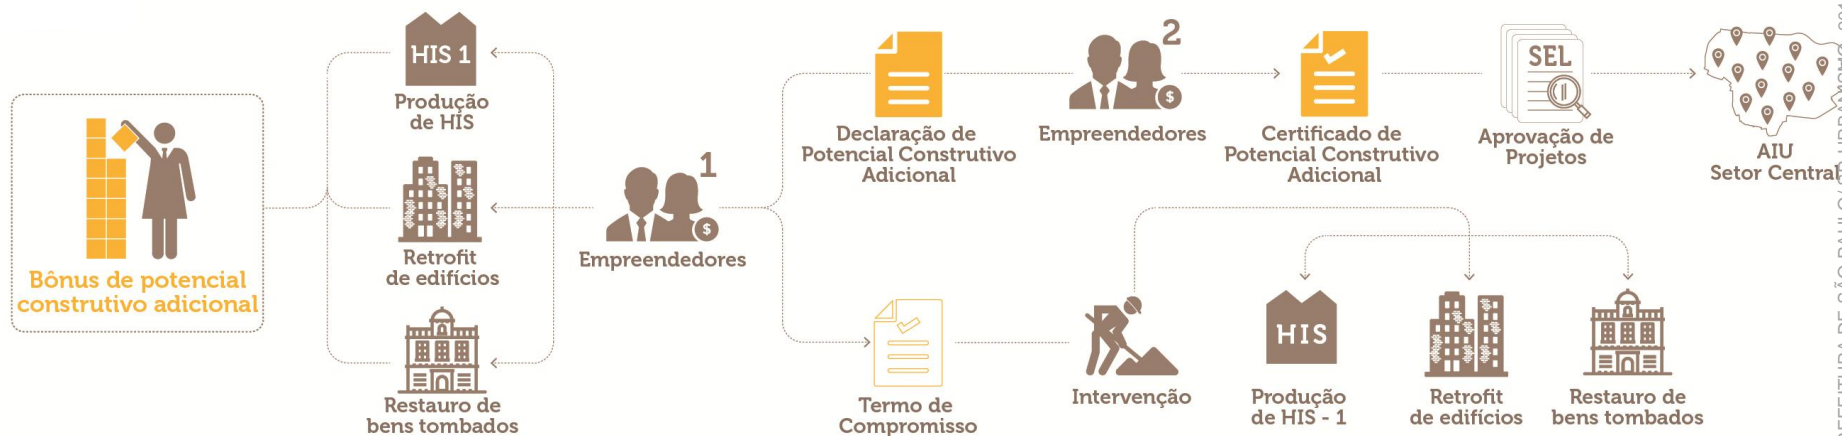 Bônus de potencial
construtivo adicional
HIS 1
Produção
de HIS
Retrofit
de edifícios
Restauro de
bens tombados
1
$
Empreendedores
Declaração de
Potencial Construtivo
Adicional
2
$
Empreendedores
Certificado de
Potencial Construtivo
Adicional
SEL
Aprovação de
Projetos
AIU
Setor Central
Termo de
Compromisso
Intervenção
HIS
Produção
de HIS - 1
Retrofit
de edifícios
Restauro de
bens tombados